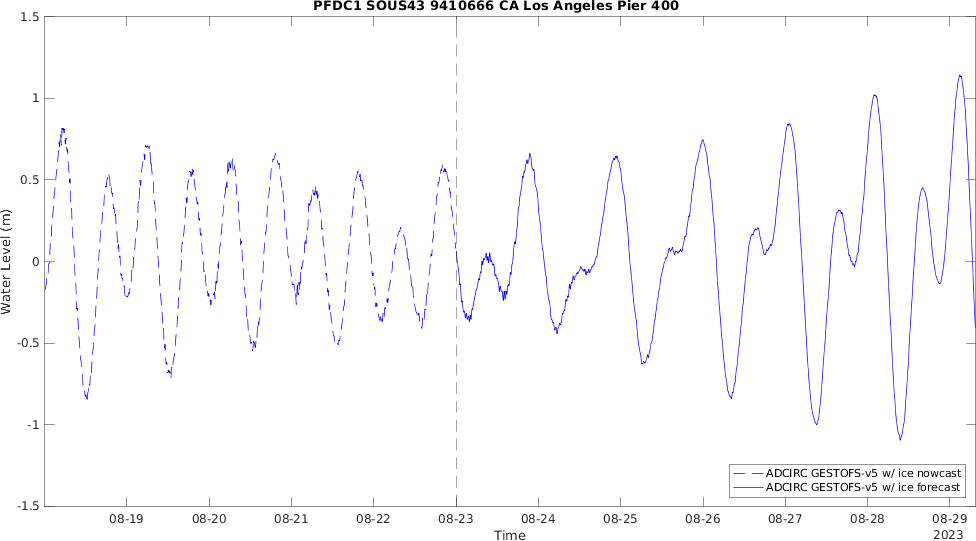 PFDC1 SOUS43 9410666 CA Los Angeles Pier 400
1.5
1
0.5
0
-0.5
-1
-1.5
Water Level (m)
ADCIRC GESTOFS-v5 w/ ice nowcast
ADCIRC GESTOFS-v5 w/ ice forecast
08-19 08-20 08-21 08-22 08-23 08-24 08-25 08-26 08-27 08-28 08-29
2023
Time